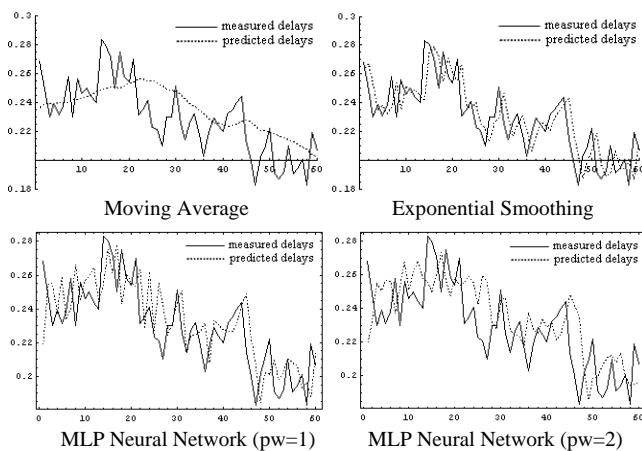 0.3
measured delays
predicted delays
0.28
0.26
0.24
0.22
10 20 30 40 50 60
0.18
Moving Average
0.3
measured delays
predicted delays
0.28
0.26
0.24
0.22
10 20 30 40 50 60
0.18
Exponential Smoothing
0.28
measured delays
predicted delays
0.26
0.24
0.22
0.2
0 10 20 30 40 50 60
MLP Neural Network (pw=1)
0.28
measured delays
predicted delays
0.26
0.24
0.22
0.2
0 10 20 30 40 50 60
MLP Neural Network (pw=2)